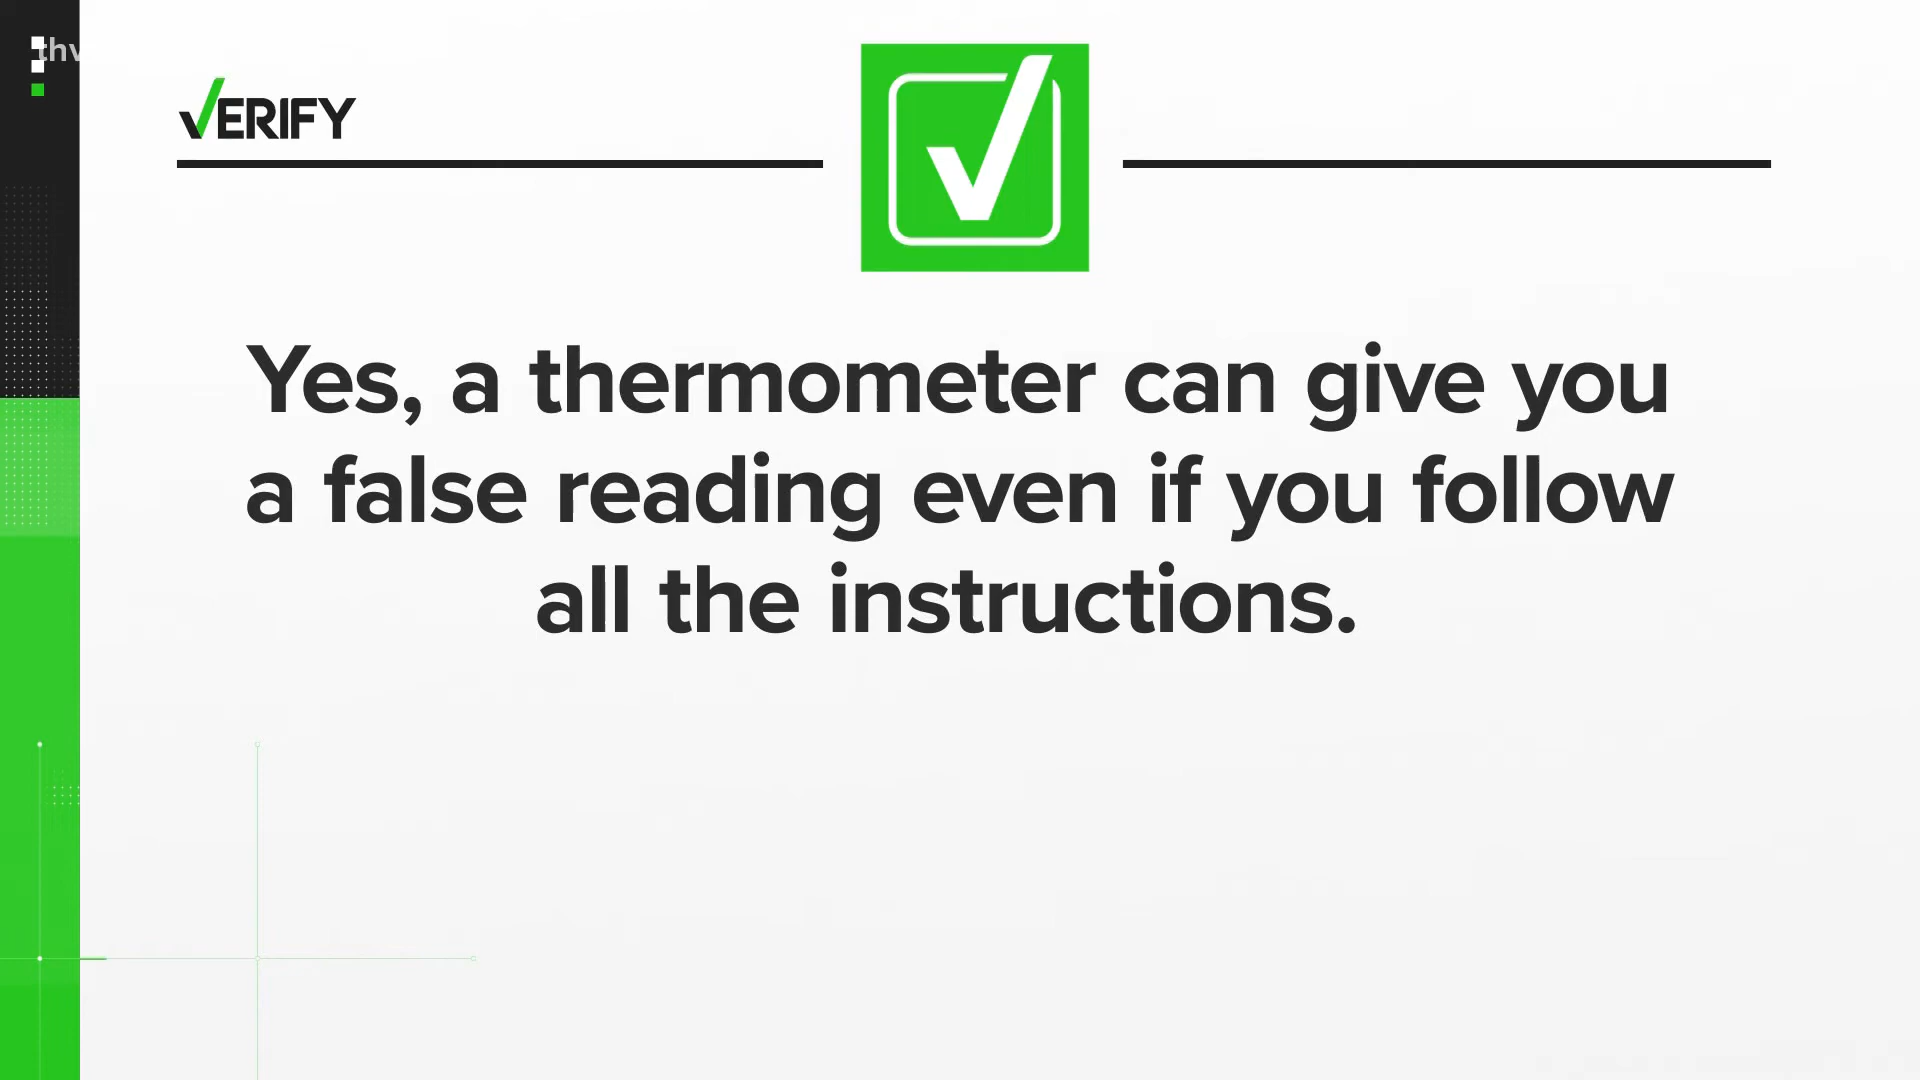 thv
VERIFY
Yes, a thermometer can give you
a false reading even if you follow
all the instructions.